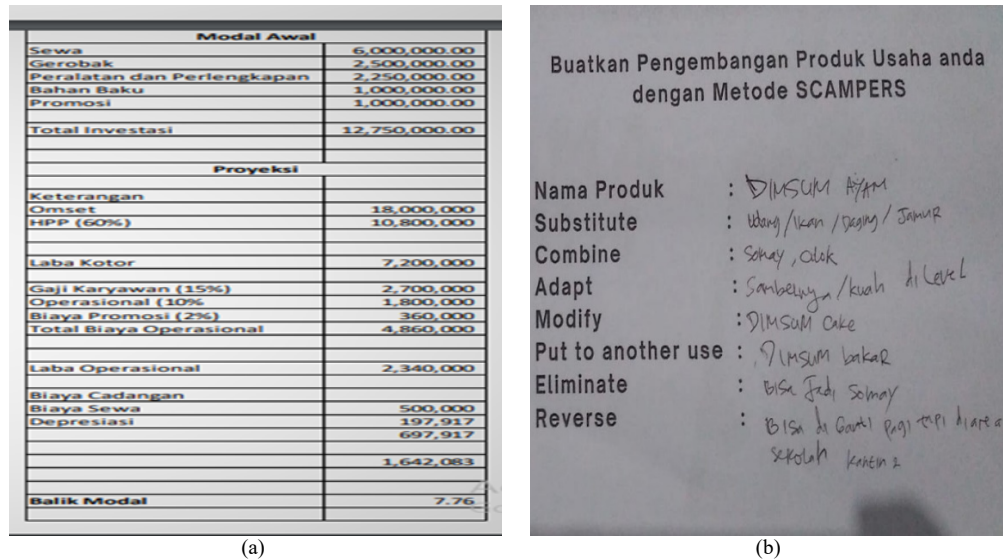 Modal Awal
Sewa 6,000,000.00
Gerobak 2,500,000.00
Peralatan dan Perlengkapan 2,250,000.00
Bahan Baku 1,000,000.00
Promosi 1,000,000.00
Total Investasi 12,750,000.00
Proyeksi
Keterangan
Omset 18,000,000
HPP (60%) 10,800,000
Laba Kotor 7,200,000
Gaji Karyawan (15%) 2,700,000
Operasional (10% 1,800,000
Biaya Promosi (2%) 360,000
Total Biaya Operasional 4,860,000
Laba Operasional 2,340,000
Biaya Cadangan
Biaya Sewa 500,000
Depresiasi 197,917
697,917
1,642,083
Balik Modal 7.76
(a)
Buatkan Pengembangan Produk Usaha anda
dengan Metode SCAMPERS
Nama Produk : DIMSUM AYAM
Substitute : Udang/Ikan/Daging/Jamur
Combine : Somay, cilok
Adapt : Sambelnya/kuah di Level
Modify : DIMSUM Cake
Put to another use : DIMSUM bakar
Eliminate : Bisa Jadi Somay
Reverse : Bisa di Ganti pagi tapi diarea
sekolah kantin2
(b)